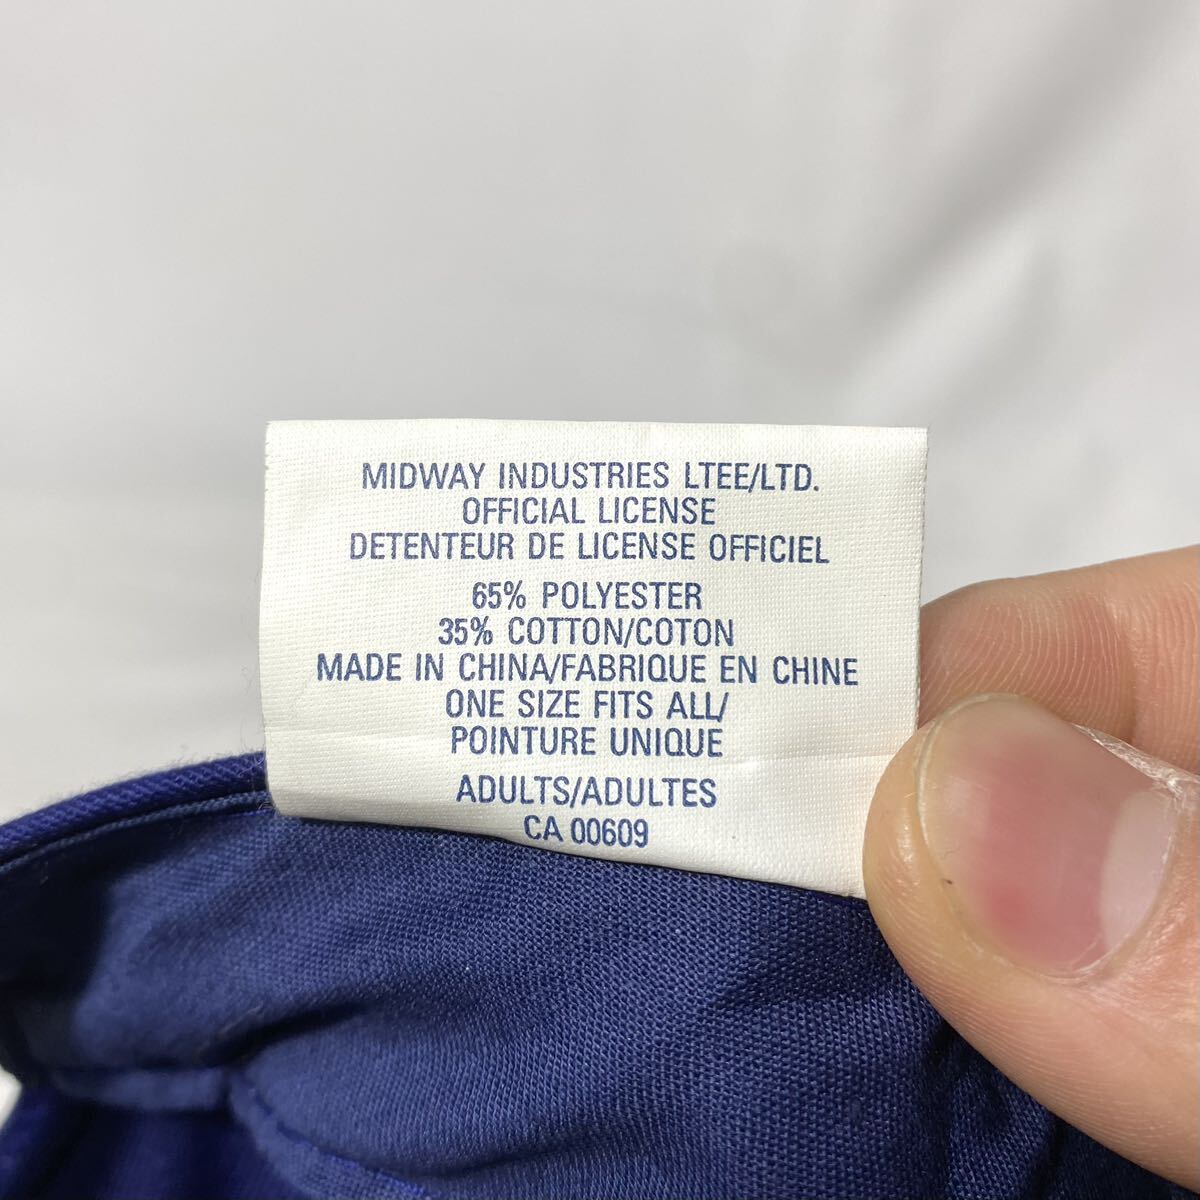 MIDWAY INDUSTRIES LTEE/LTD.
OFFICIAL LICENSE
DETENTEUR DE LICENSE OFFICIEL
65% POLYESTER
35% COTTON/COTON
MADE IN CHINA/FABRIQUE EN CHINE
ONE SIZE FITS ALL/
POINTURE UNIQUE
ADULTS/ADULTES
CA 00609